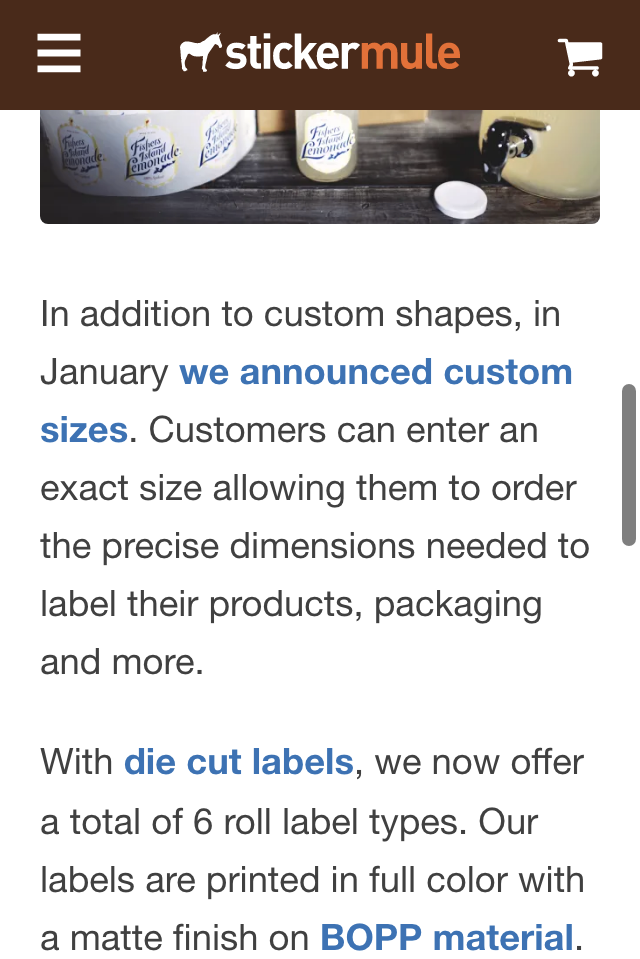 stickermule
Fishers
Island
Lemonade
Fishers
Island
Lemonade
Fishers
Island
Lemonade
In addition to custom shapes, in
January we announced custom
sizes. Customers can enter an
exact size allowing them to order
the precise dimensions needed to
label their products, packaging
and more.
With die cut labels, we now offer
a total of 6 roll label types. Our
labels are printed in full color with
a matte finish on BOPP material.